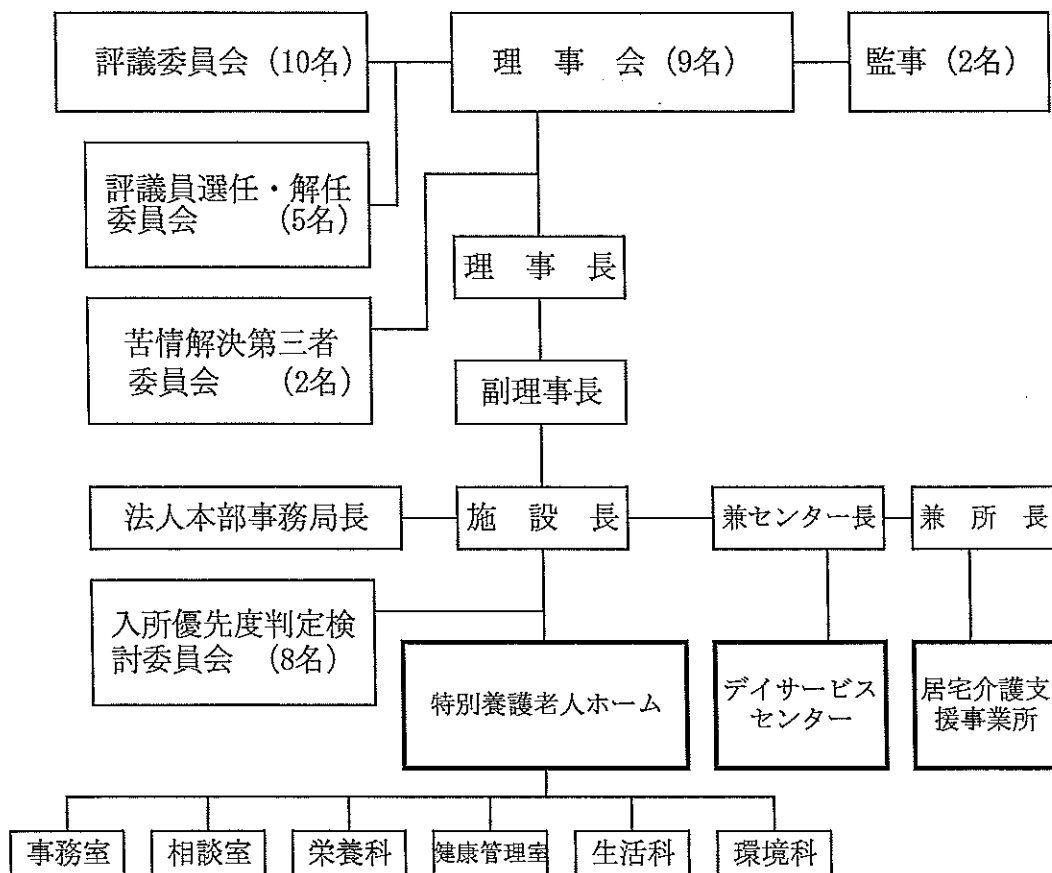 評議委員会 (10名)
理 事 会 (9名)
監事 (2名)
評議員選任・解任
委員会 (5名)
理 事 長
苦情解決第三者
委員会 (2名)
副理事長
法人本部事務局長
施 設 長
兼センター長
兼 所 長
入所優先度判定検
討委員会 (8名)
特別養護老人ホーム
デイサービス
センター
居宅介護支
援事業所
事務室
相談室
栄養科
健康管理室
生活科
環境科